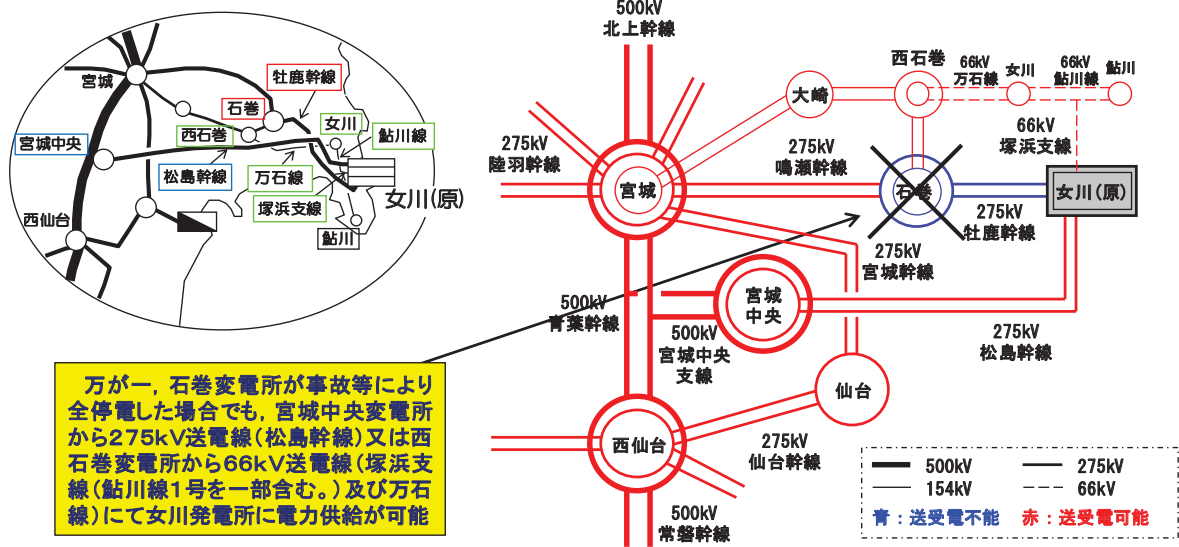 宮城
牡鹿幹線
石巻
女川
西石巻
鮎川線
宮城中央
松島幹線
万石線
塚浜支線
女川(原)
西仙台
鮎川
500kV
北上幹線
西石巻
66kV
万石線
女川
66kV
鮎川線
鮎川
大崎
66kV
塚浜支線
275kV
陸羽幹線
宮城
275kV
鳴瀬幹線
石巻
女川(原)
275kV
牡鹿幹線
275kV
宮城幹線
宮城
中央
500kV
青葉幹線
500kV
宮城中央
支線
275kV
松島幹線
仙台
西仙台
275kV
仙台幹線
500kV
常磐幹線
万が一，石巻変電所が事故等により
全停電した場合でも，宮城中央変電所
から275kV送電線(松島幹線)又は西
石巻変電所から66kV送電線(塚浜支
線(鮎川線1号を一部含む。)及び万石
線)にて女川発電所に電力供給が可能
500kV
275kV
154kV
66kV
青：送受電不能
赤：送受電可能